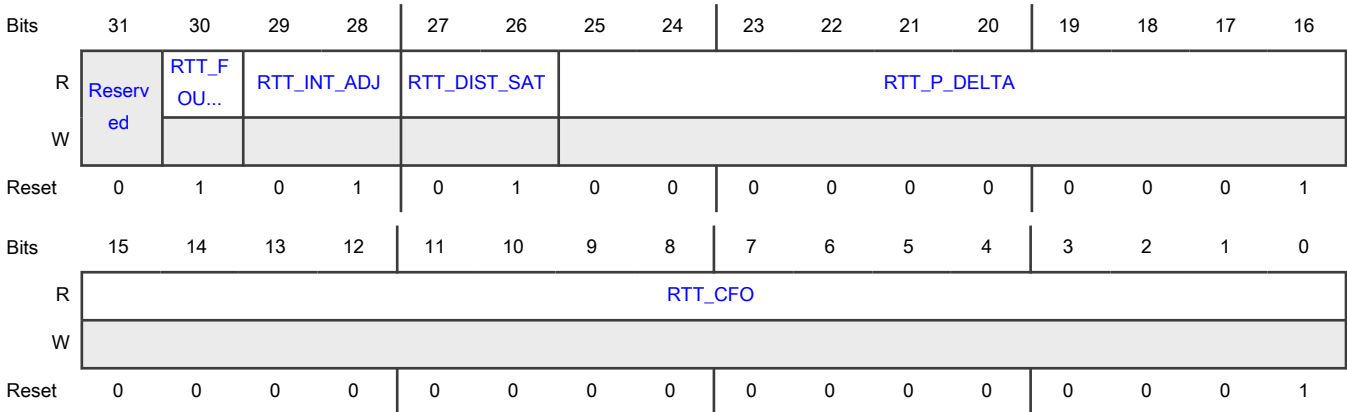 Bits 31 30 29 28 27 26 25 24 23 22 21 20 19 18 17 16
R Reserv RTT_F RTT_INT_ADJ RTT_DIST_SAT RTT_P_DELTA
ed OU...
W
Reset 0 1 0 1 0 1 0 0 0 0 0 0 0 0 0 1
Bits 15 14 13 12 11 10 9 8 7 6 5 4 3 2 1 0
R RTT_CFO
W
Reset 0 0 0 0 0 0 0 0 0 0 0 0 0 0 0 1